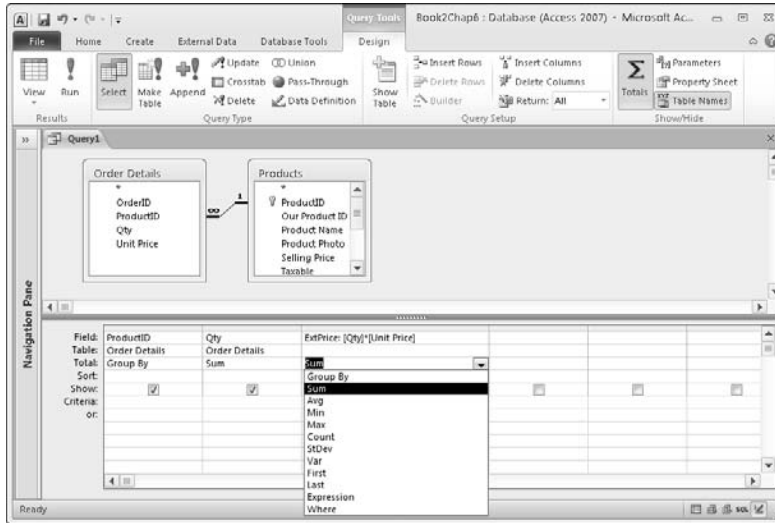 Query Tools
Book2Chap6 : Database (Access 2007) - Microsoft Ac...
File Home Create External Data Database Tools Design
View
Run
Select
Make Table
Append
Update
Crosstab
Delete
Union
Pass-Through
Data Definition
Show Table
Insert Rows
Delete Rows
Builder
Insert Columns
Delete Columns
Return: All
Totals
Parameters
Property Sheet
Table Names
Results Query Type Query Setup Show/Hide
Query1
Navigation Pane
Order Details
*
OrderID
ProductID
Qty
Unit Price
∞ 1
Products
*
ProductID
Our Product ID
Product Name
Product Photo
Selling Price
Taxable
Field: ProductID Qty ExtPrice: [Qty]*[Unit Price]
Table: Order Details Order Details
Total: Group By Sum Sum
Sort:
Show:
Criteria:
or:
Group By
Sum
Avg
Min
Max
Count
StDev
Var
First
Last
Expression
Where
Ready
SQL